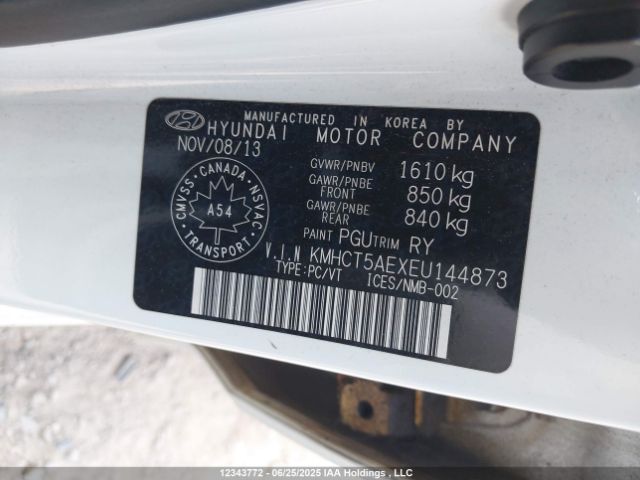 MANUFACTURED IN KOREA BY
HYUNDAI MOTOR COMPANY
NOV/08/13
GVWR/PNBV 1610 kg
GAWR/PNBE FRONT 850 kg
GAWR/PNBE REAR 840 kg
CANADA
CMVSS NSVAC
A54
TRANSPORT
PAINT PGU TRIM RY
V.I.N KMHCT5AEXEU144873
TYPE:PC/VT ICES/NMB-002
12343772 - 06/25/2025 IAA Holdings, LLC